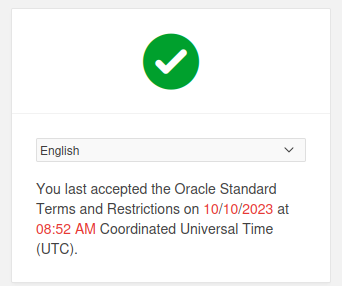 English
You last accepted the Oracle Standard
Terms and Restrictions on 10/10/2023 at
08:52 AM Coordinated Universal Time
(UTC).